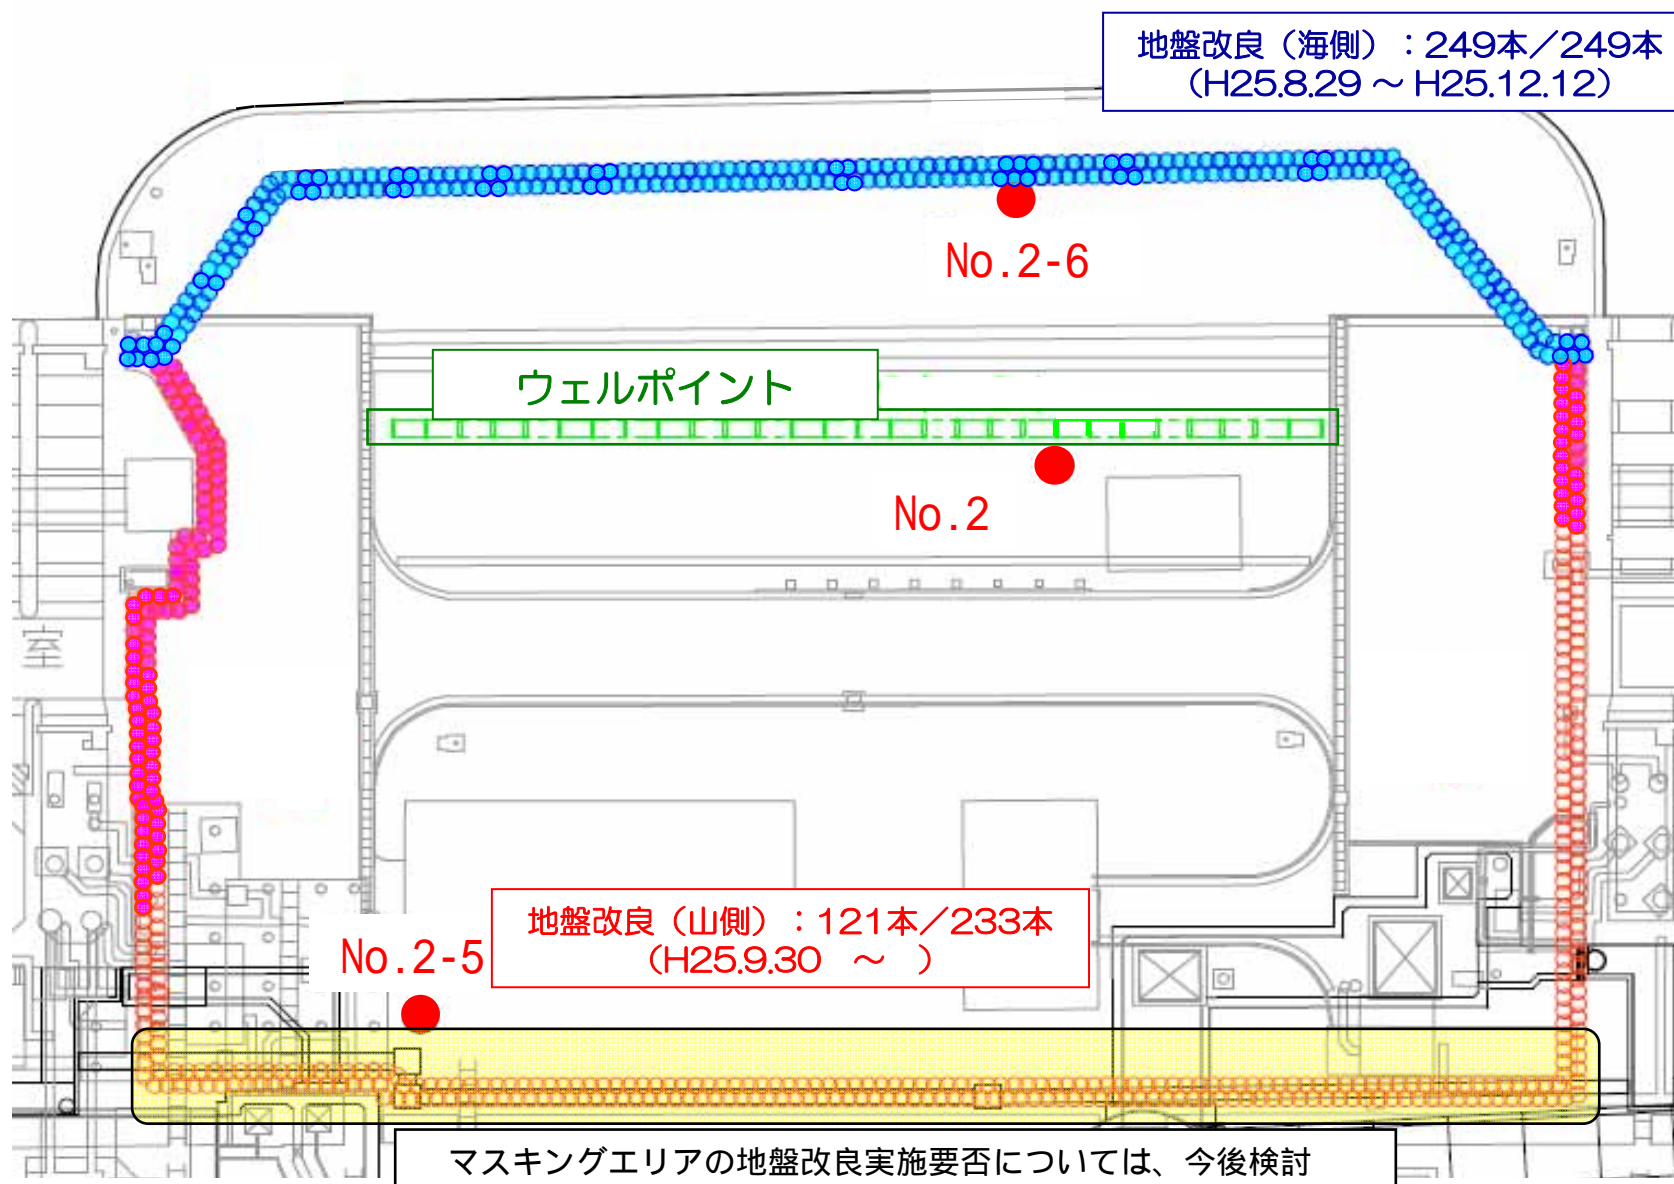 地盤改良（海側）：249本／249本
（H25.8.29 ～ H25.12.12）
No.2-6
ウェルポイント
No.2
室
地盤改良（山側）：121本／233本
（H25.9.30　～　）
No.2-5
マスキングエリアの地盤改良実施要否については、今後検討